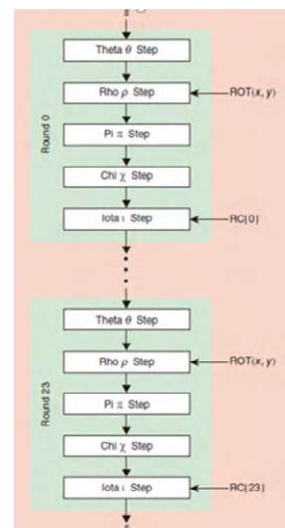 s
Theta θ Step
Rho ρ Step
ROT(x, y)
Pi π Step
Chi χ Step
Iota ι Step
RC[0]
Round 0
Theta θ Step
Rho ρ Step
ROT(x, y)
Pi π Step
Chi χ Step
Iota ι Step
RC[23]
Round 23
s